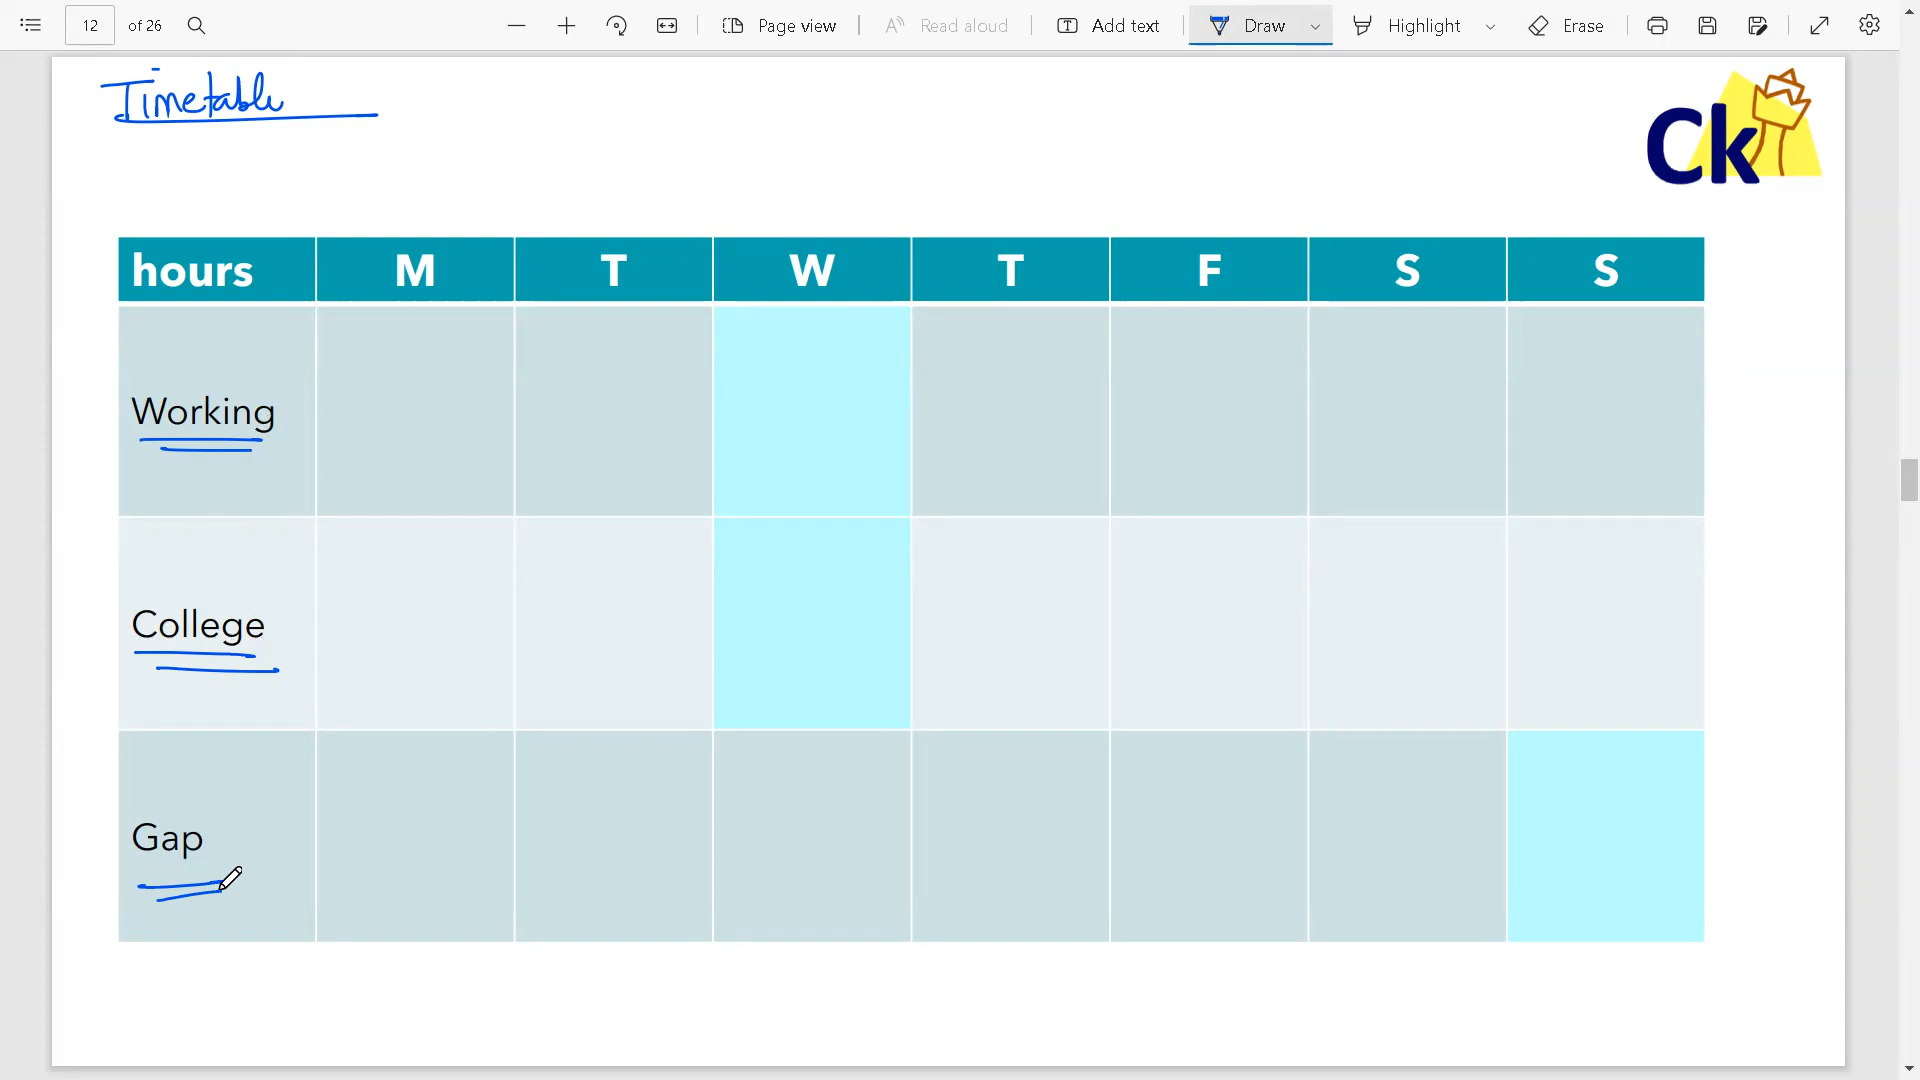 12 of 26 Page view Read aloud Add text Draw Highlight Erase
Timetable
Ck
hours M T W T F S S
Working
College
Gap